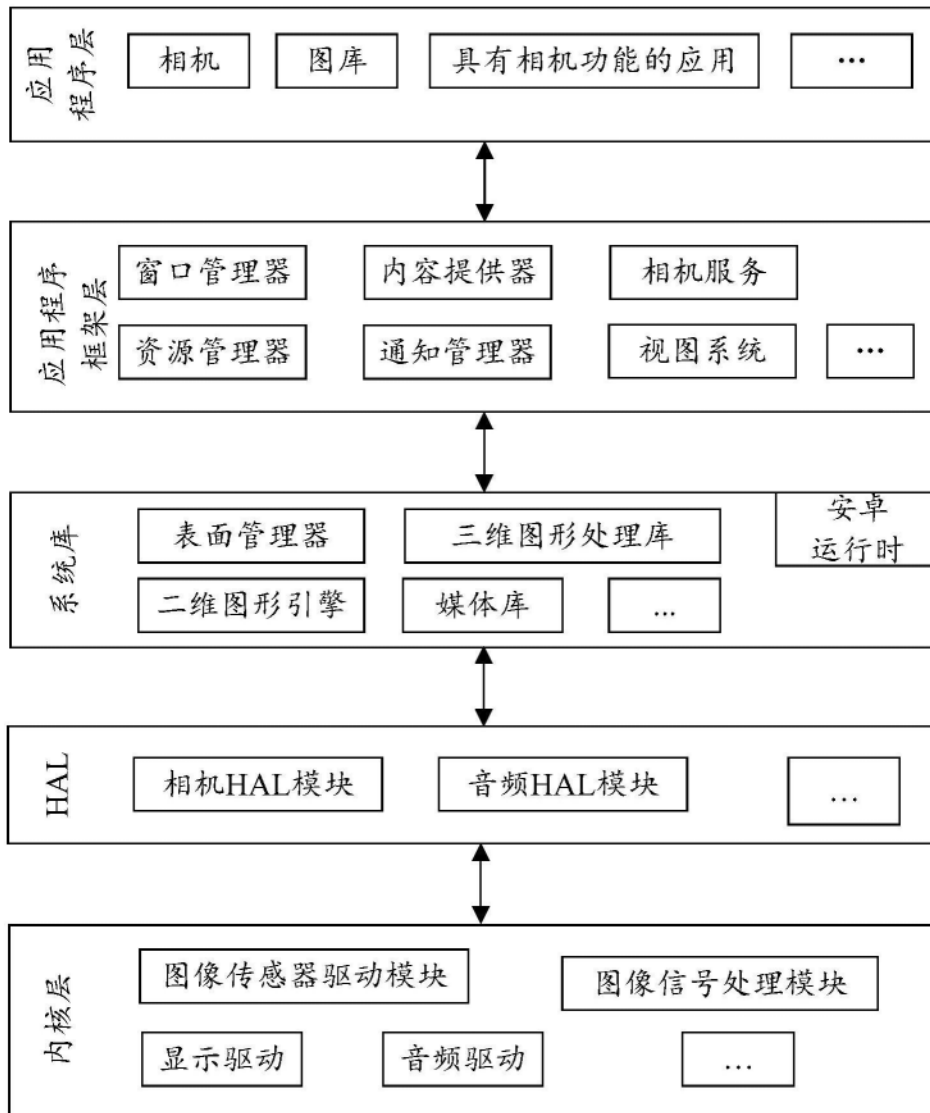 应用
程序层
相机
图库
具有相机功能的应用
...
应用程序
框架层
窗口管理器
内容提供器
相机服务
资源管理器
通知管理器
视图系统
...
系统库
表面管理器
三维图形处理库
安卓
运行时
二维图形引擎
媒体库
...
HAL
相机HAL模块
音频HAL模块
...
内核层
图像传感器驱动模块
图像信号处理模块
显示驱动
音频驱动
...